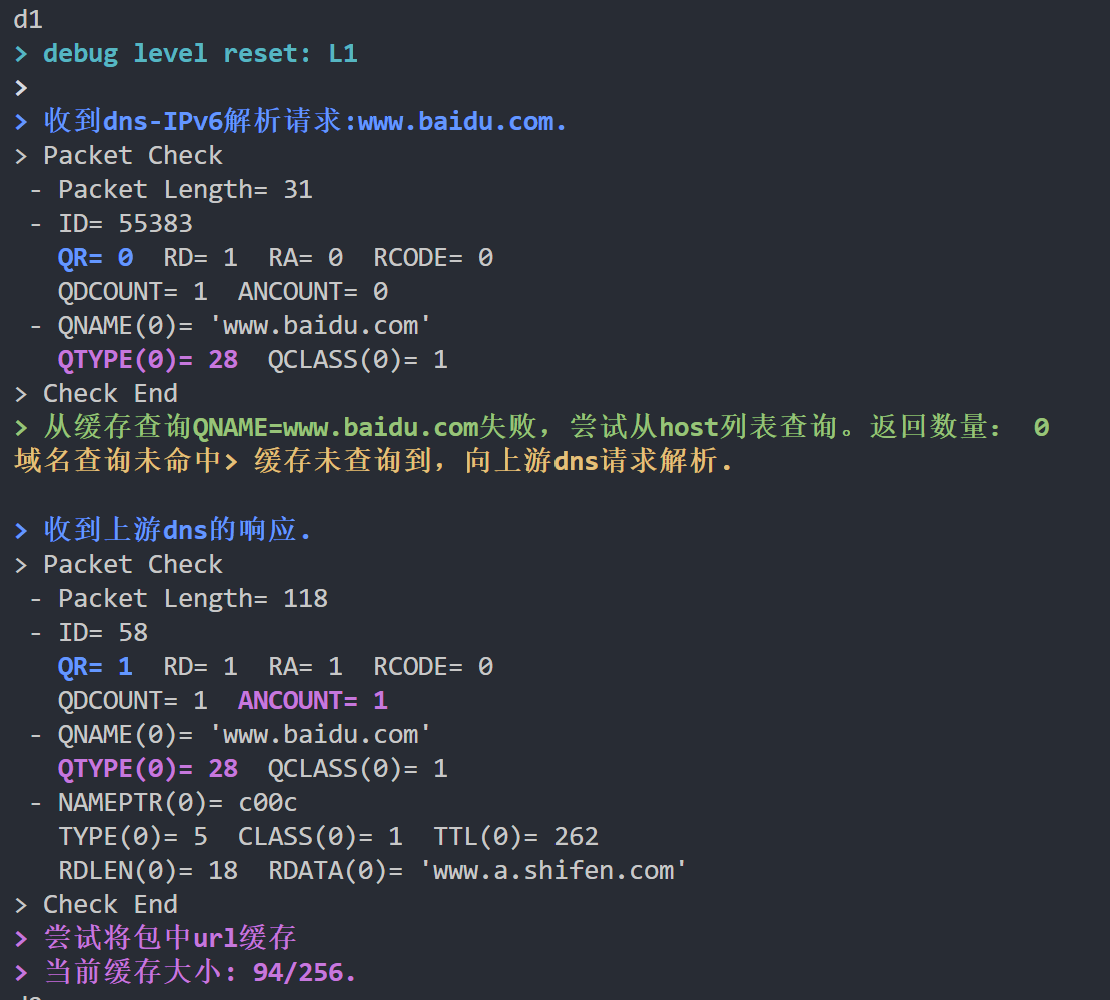 d1
> debug level reset: L1
>
> 收到dns-IPv6解析请求:www.baidu.com.
> Packet Check
- Packet Length= 31
- ID= 55383
QR= 0 RD= 1 RA= 0 RCODE= 0
QDCOUNT= 1 ANCOUNT= 0
- QNAME(0)= 'www.baidu.com'
QTYPE(0)= 28 QCLASS(0)= 1
> Check End
> 从缓存查询QNAME=www.baidu.com失败，尝试从host列表查询。返回数量： 0
域名查询未命中> 缓存未查询到，向上游dns请求解析.
> 收到上游dns的响应.
> Packet Check
- Packet Length= 118
- ID= 58
QR= 1 RD= 1 RA= 1 RCODE= 0
QDCOUNT= 1 ANCOUNT= 1
- QNAME(0)= 'www.baidu.com'
QTYPE(0)= 28 QCLASS(0)= 1
- NAMEPTR(0)= c00c
TYPE(0)= 5 CLASS(0)= 1 TTL(0)= 262
RDLEN(0)= 18 RDATA(0)= 'www.a.shifen.com'
> Check End
> 尝试将包中url缓存
> 当前缓存大小: 94/256.